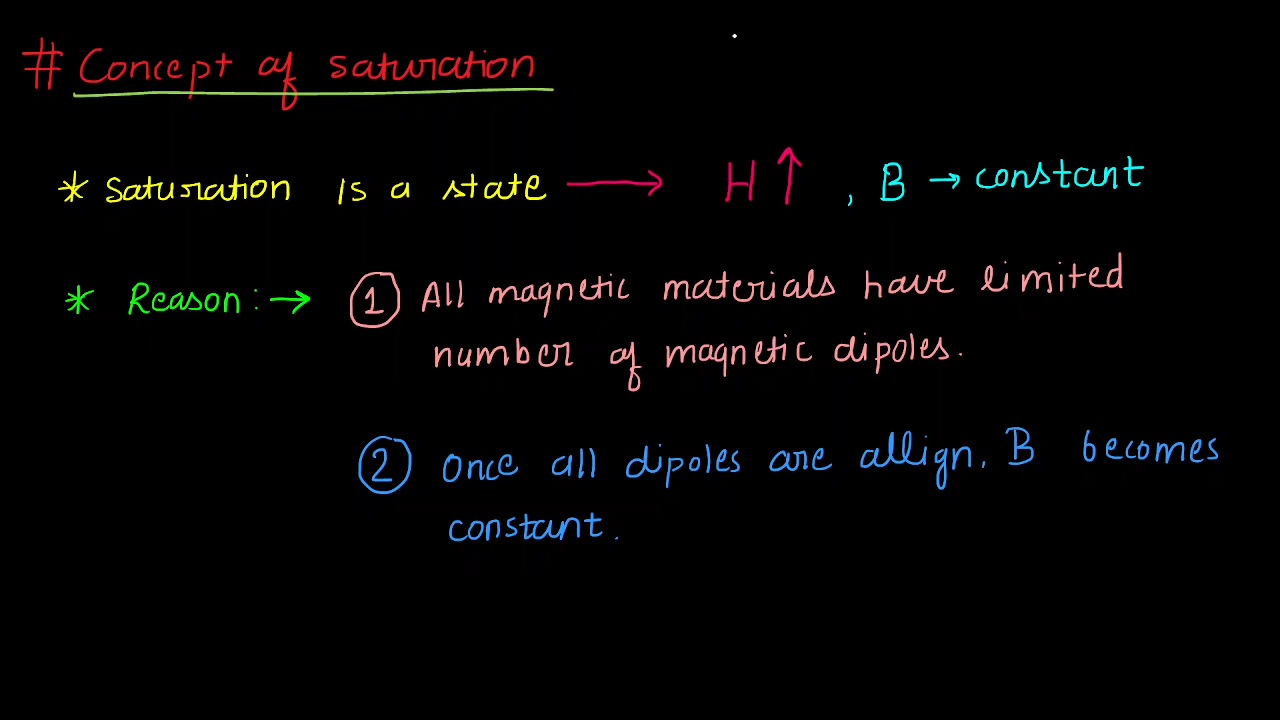 # Concept of saturation
* Saturation is a state → H↑, B → constant
* Reason :→ ① All magnetic materials have limited
number of magnetic dipoles.
② Once all dipoles are allign, B becomes
constant.